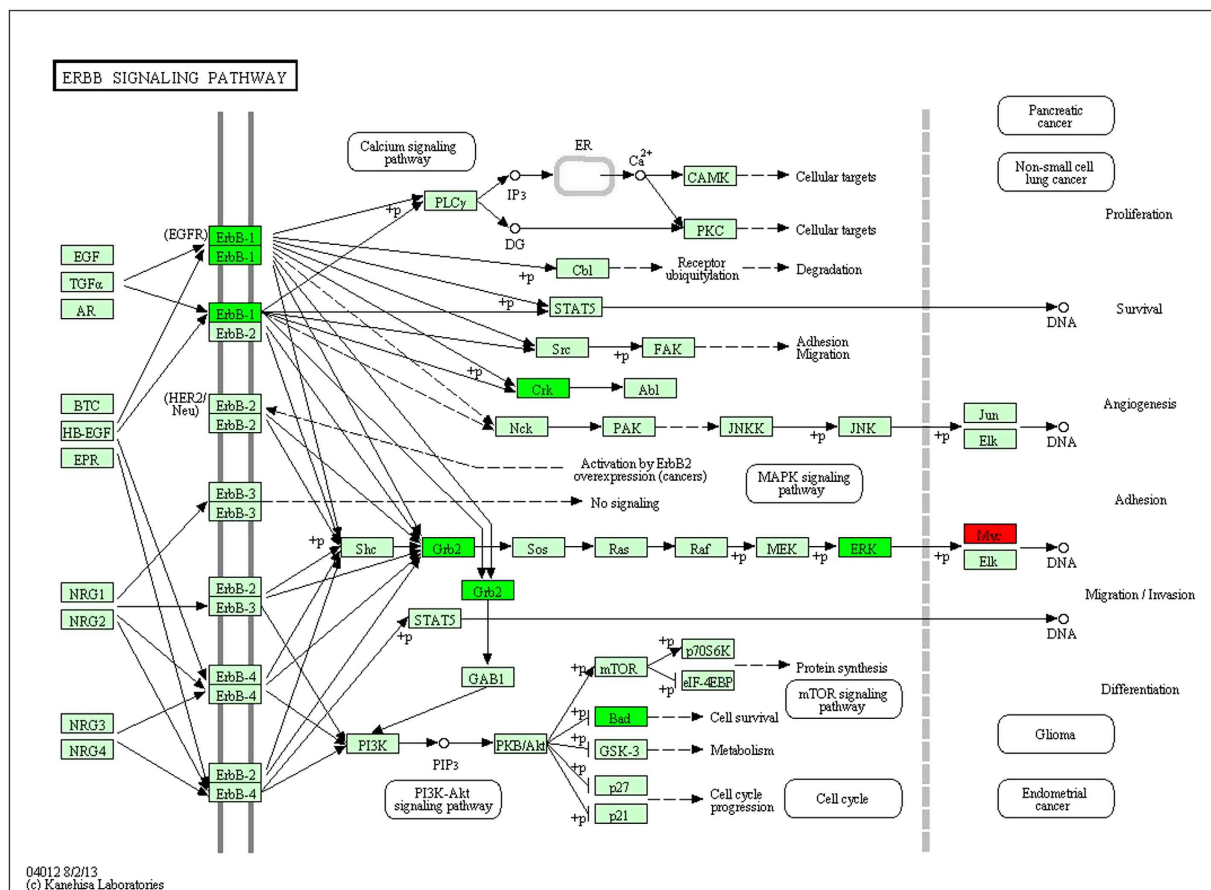 ERBB SIGNALING PATHWAY
Pancreatic
cancer
Calcium signaling
pathway
ER
Ca2+
IP3
CAMK
Cellular targets
Non-small cell
lung cancer
+p
PLCγ
DG
PKC
Cellular targets
Proliferation
(EGFR)
ErbB-1
ErbB-1
EGF
TGFα
AR
+p
Cbl
Receptor
ubiquitylation
Degradation
ErbB-1
ErbB-2
+p
STAT5
DNA
Survival
Src
+p
FAK
Adhesion
Migration
+p
Crk
Abl
BTC
HB-EGF
EPR
(HER2/
Neu)
ErbB-2
ErbB-2
Nck
PAK
JNKK
+p
JNK
+p
Jun
Elk
DNA
Angiogenesis
Activation by ErbB2
overexpression (cancers)
MAPK signaling
pathway
ErbB-3
ErbB-3
No signaling
Adhesion
+p
Shc
Grb2
Sos
Ras
Raf
+p
MEK
+p
ERK
+p
Myc
Elk
DNA
NRG1
NRG2
ErbB-2
ErbB-3
Grb2
Migration / Invasion
+p
STAT5
DNA
ErbB-4
ErbB-4
GAB1
+p
mTOR
+p
p70S6K
+p
eIF-4EBP
Protein synthesis
mTOR signaling
pathway
Differentiation
NRG3
NRG4
PI3K
PIP3
PKB/Akt
+p
Bad
Cell survival
+p
GSK-3
Metabolism
Glioma
ErbB-2
ErbB-4
PI3K-Akt
signaling pathway
+p
p27
+p
p21
Cell cycle
progression
Cell cycle
Endometrial
cancer
04012 8/2/13
(c) Kanehisa Laboratories